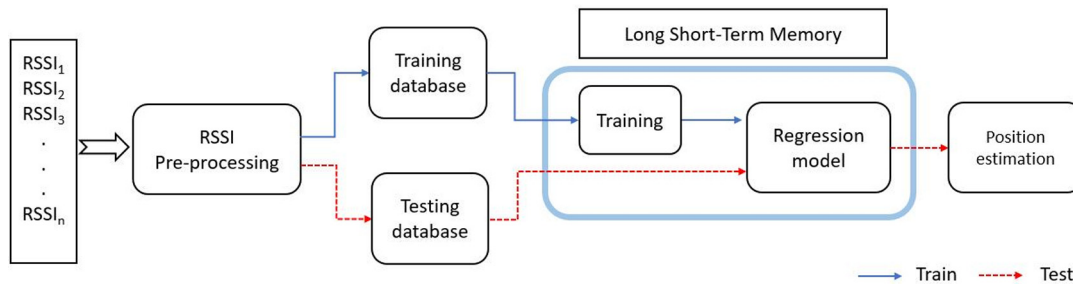 RSSI1
RSSI2
RSSI3
.
.
.
.
RSSIn
RSSI
Pre-processing
Training
database
Testing
database
Long Short-Term Memory
Training
Regression
model
Position
estimation
Train
Test